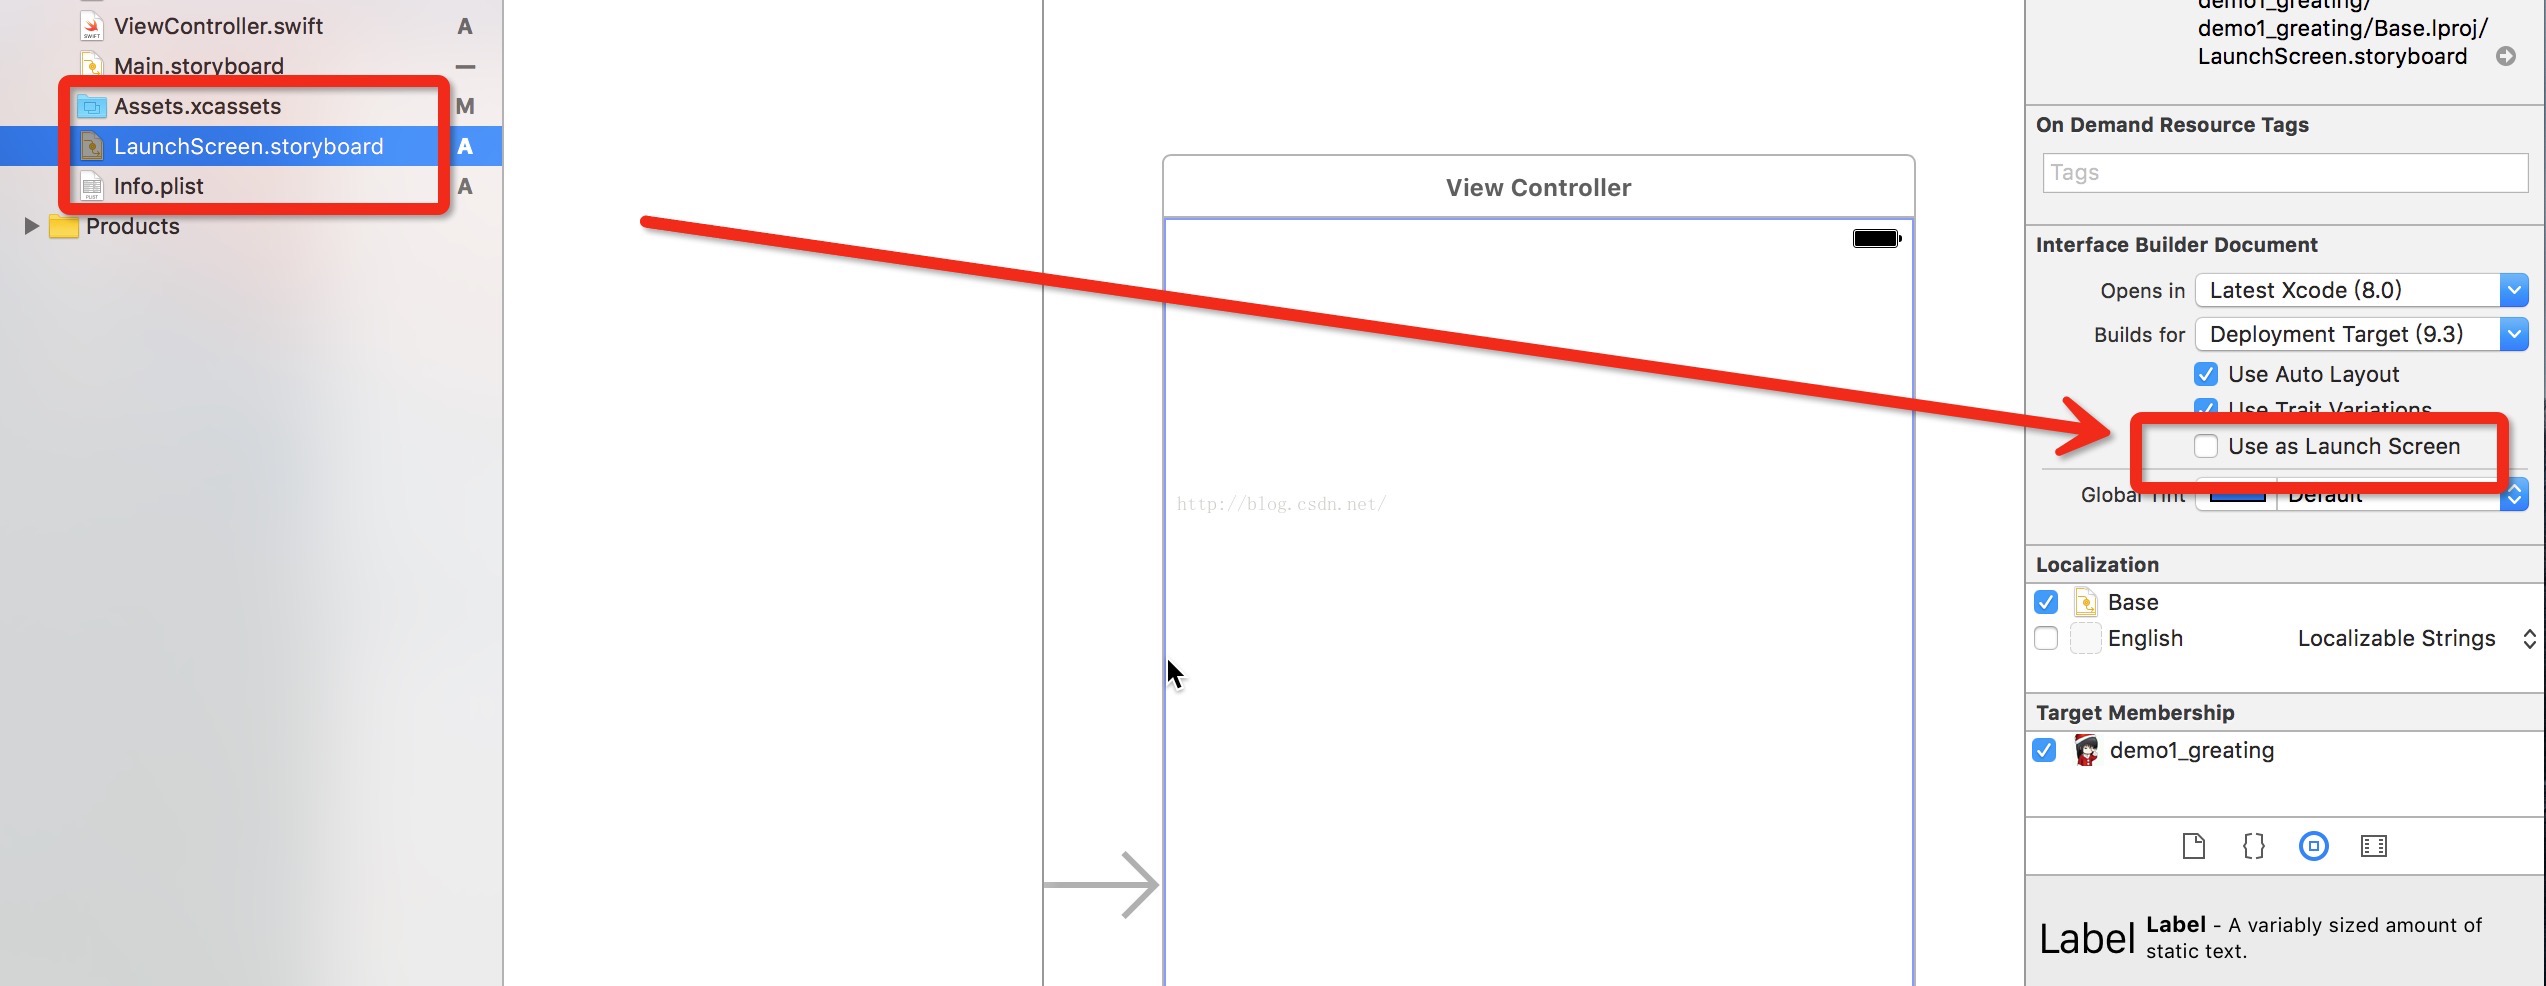 ViewController.swift A
Main.storyboard —
Assets.xcassets M
LaunchScreen.storyboard A
Info.plist A
Products
View Controller
http://blog.csdn.net/
demo1_greating/
demo1_greating/Base.lproj/
LaunchScreen.storyboard
On Demand Resource Tags
Tags
Interface Builder Document
Opens in Latest Xcode (8.0)
Builds for Deployment Target (9.3)
Use Auto Layout
Use Trait Variations
Use as Launch Screen
Global Tint Default
Localization
Base
English Localizable Strings
Target Membership
demo1_greating
Label Label - A variably sized amount of
static text.